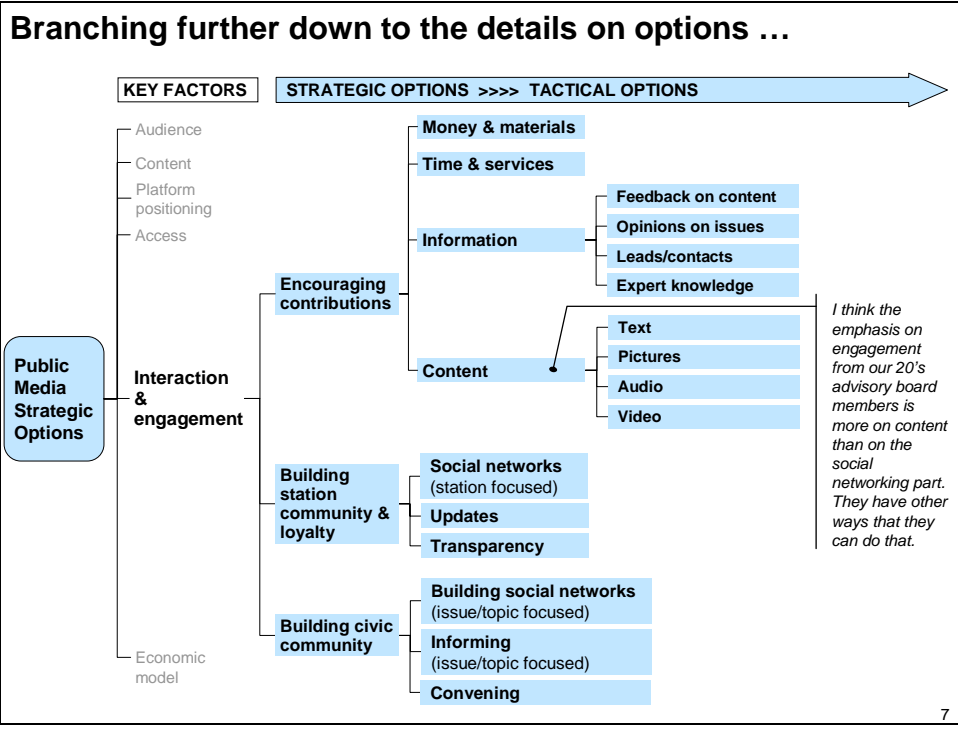 Branching further down to the details on options …
KEY FACTORS
STRATEGIC OPTIONS >>>> TACTICAL OPTIONS
Public
Media
Strategic
Options
Audience
Content
Platform
positioning
Access
Interaction
&
engagement
Economic
model
Encouraging
contributions
Money & materials
Time & services
Information
Feedback on content
Opinions on issues
Leads/contacts
Expert knowledge
Content
Text
Pictures
Audio
Video
I think the
emphasis on
engagement
from our 20's
advisory board
members is
more on content
than on the
social
networking part.
They have other
ways that they
can do that.
Building
station
community &
loyalty
Social networks
(station focused)
Updates
Transparency
Building civic
community
Building social networks
(issue/topic focused)
Informing
(issue/topic focused)
Convening
7